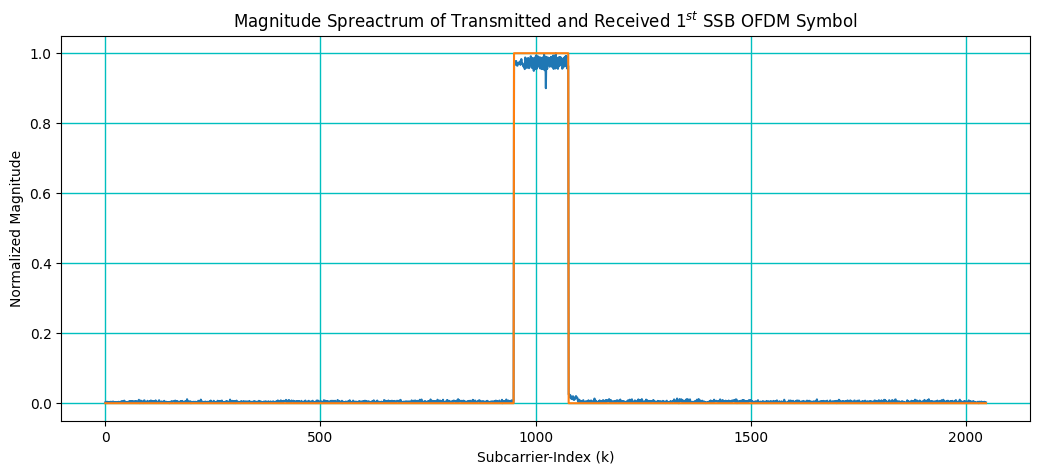 Magnitude Spreactrum of Transmitted and Received 1st SSB OFDM Symbol
1.0
0.8
0.6
0.4
0.2
0.0
Normalized Magnitude
0 500 1000 1500 2000
Subcarrier-Index (k)